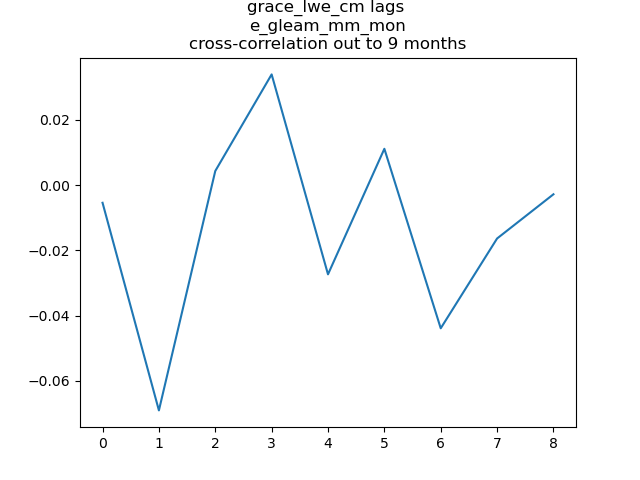 grace_lwe_cm lags
e_gleam_mm_mon
cross-correlation out to 9 months
0.02
0.00
−0.02
−0.04
−0.06
0 1 2 3 4 5 6 7 8